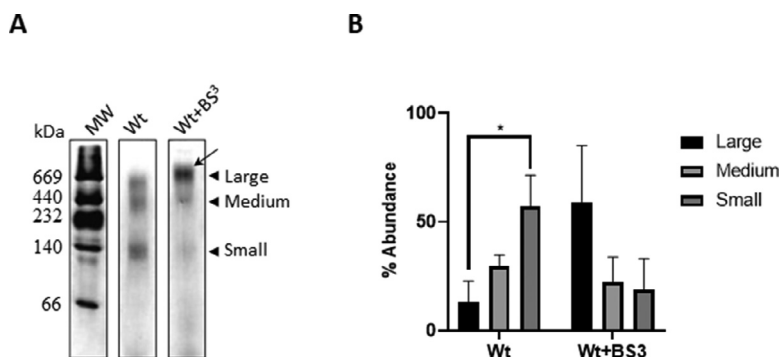 A
B
MW
Wt
Wt+BS³
kDa
669
440
232
140
66
Large
Medium
Small
100
50
0
% Abundance
*
Wt
Wt+BS3
Large
Medium
Small